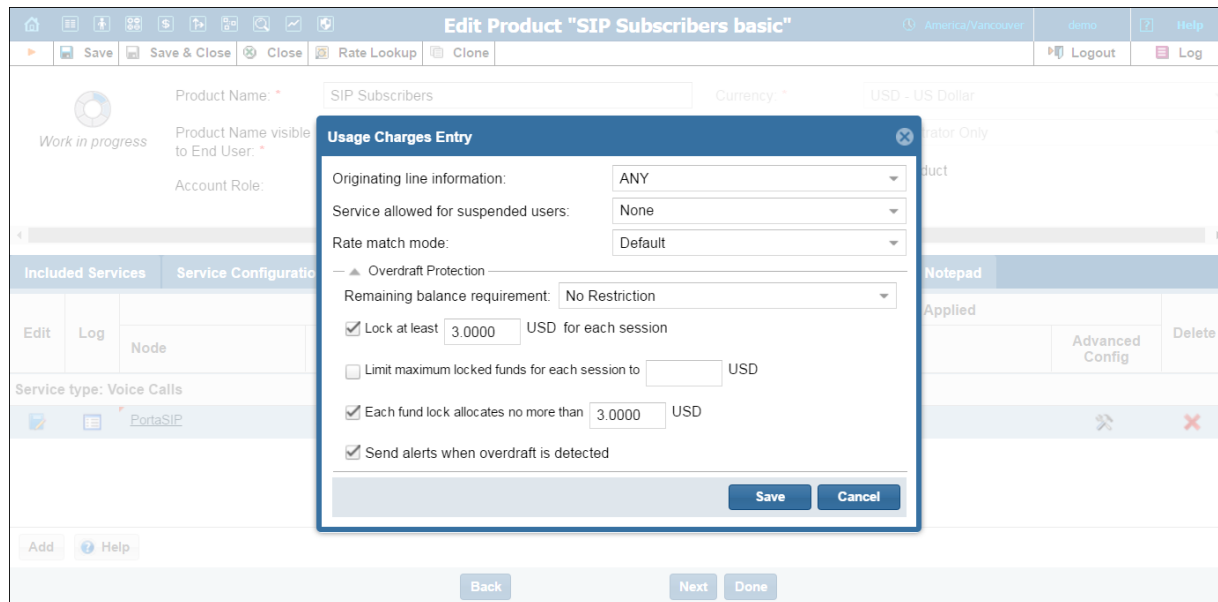 Edit Product "SIP Subscribers basic"
America/Vancouver
demo
? Help
Save
Save & Close
Close
Rate Lookup
Clone
Logout
Log
Product Name: *
SIP Subscribers
Currency: *
USD - US Dollar
Work in progress
Product Name visible
to End User: *
Account Role:
Usage Charges Entry
Originating line information:
ANY
Service allowed for suspended users:
None
Rate match mode:
Default
Overdraft Protection
Remaining balance requirement:
No Restriction
Lock at least 3.0000 USD for each session
Limit maximum locked funds for each session to USD
Each fund lock allocates no more than 3.0000 USD
Send alerts when overdraft is detected
Save
Cancel
Only
Included Services
Service
Notepad
Applied
Edit
Log
Node
Advanced
Config
Delete
Service type: Voice Calls
PortaSIP
Add
? Help
Back
Next
Done